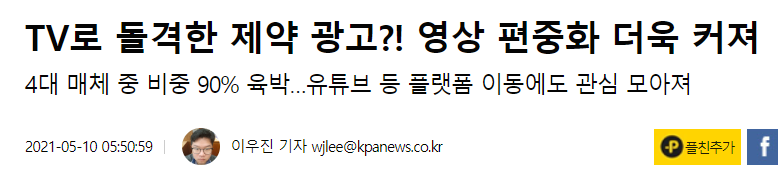 TV로 돌격한 제약 광고?! 영상 편중화 더욱 커져
4대 매체 중 비중 90% 육박…유튜브 등 플랫폼 이동에도 관심 모아져
2021-05-10 05:50:59 이우진 기자 wjlee@kpanews.co.kr 플친추가